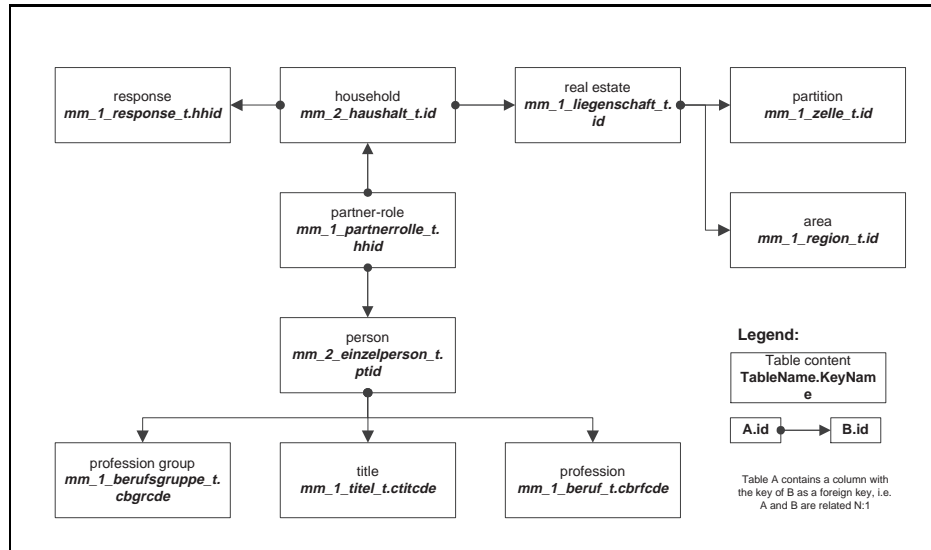 response
mm_1_response_t.hhid
household
mm_2_haushalt_t.id
real estate
mm_1_liegenschaft_t.
id
partition
mm_1_zelle_t.id
partner-role
mm_1_partnerrolle_t.
hhid
area
mm_1_region_t.id
person
mm_2_einzelperson_t.
ptid
profession group
mm_1_berufsgruppe_t.
cbgrcde
title
mm_1_titel_t.ctitcde
profession
mm_1_beruf_t.cbrfcde
Legend:
Table content
TableName.KeyNam
e
A.id
B.id
Table A contains a column with
the key of B as a foreign key, i.e.
A and B are related N:1